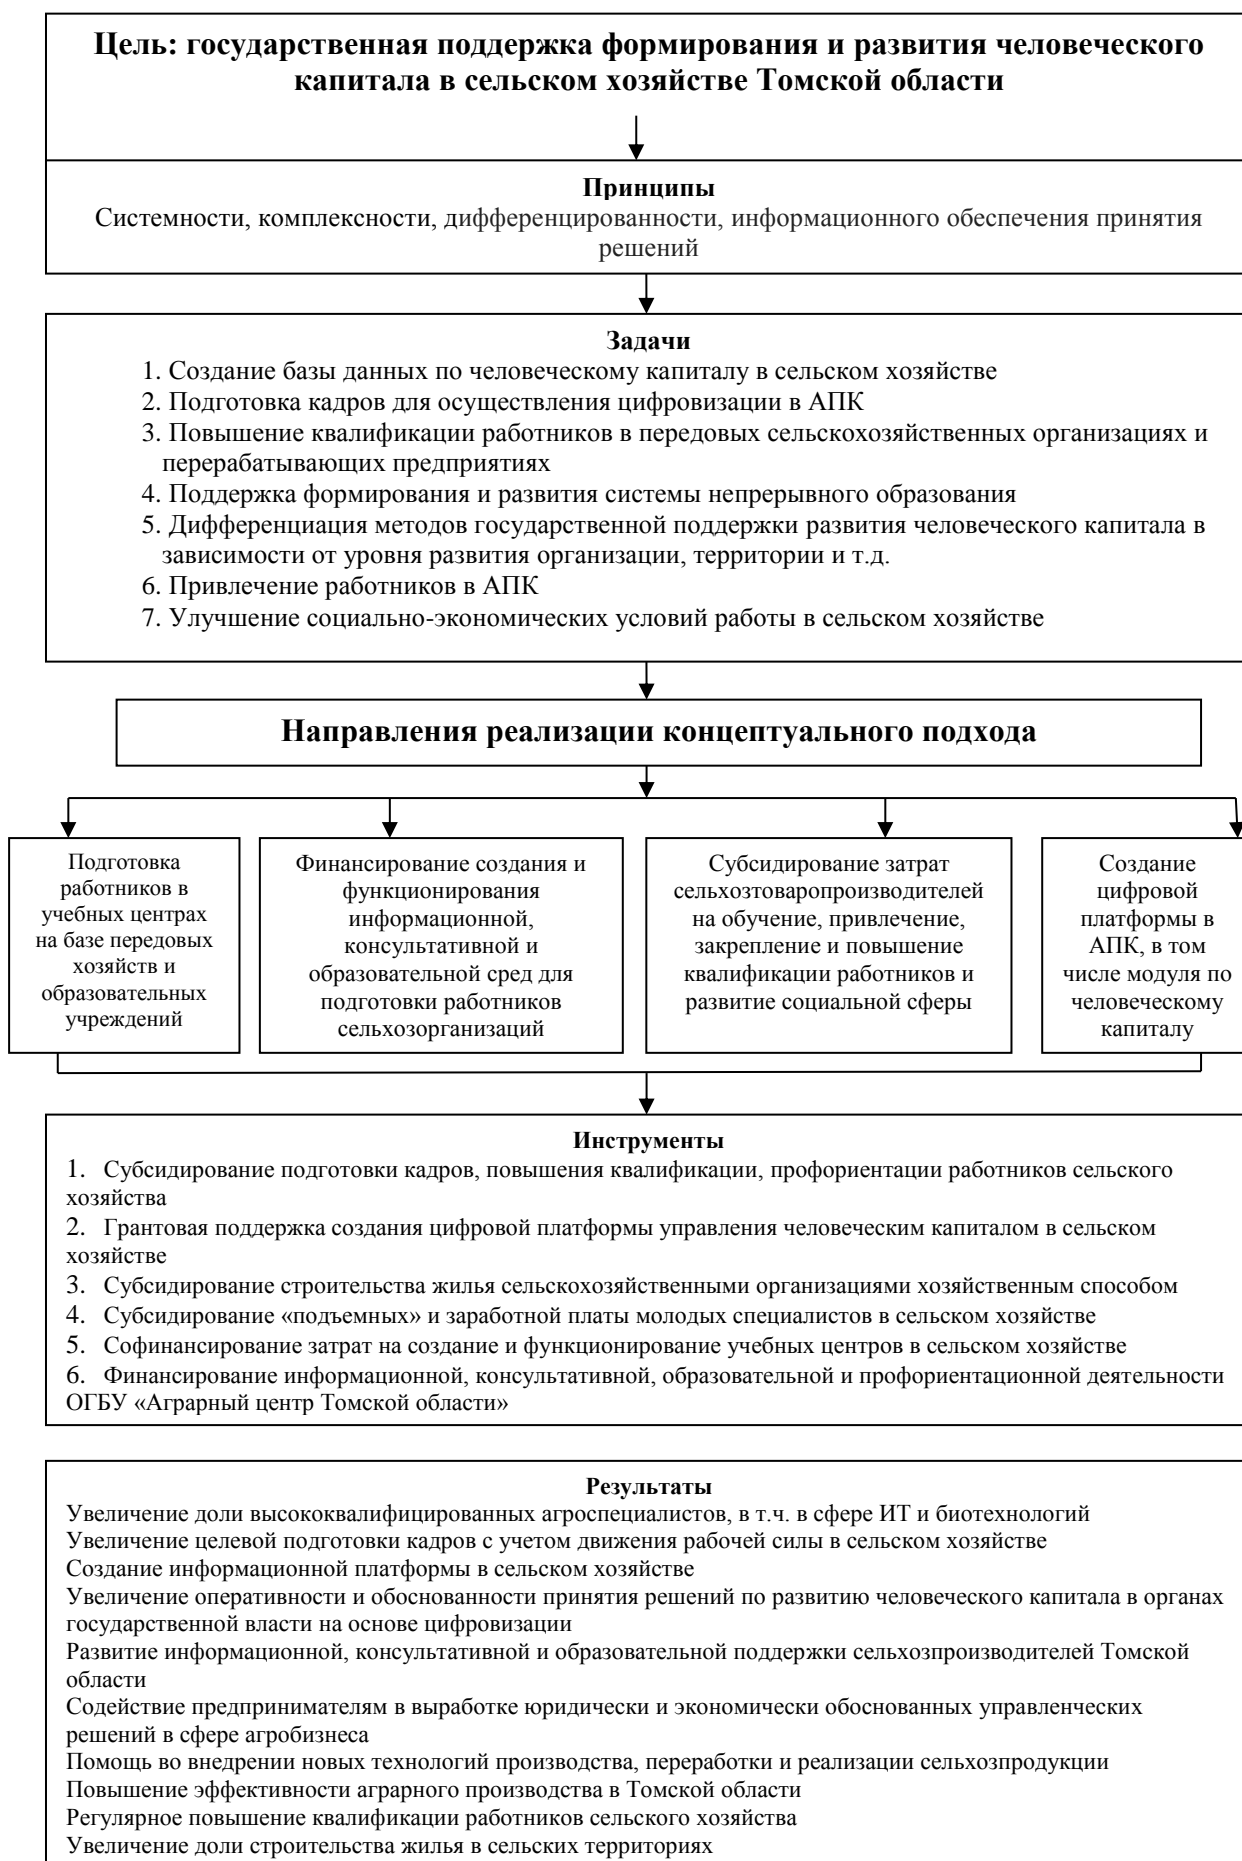 Цель: государственная поддержка формирования и развития человеческого
капитала в сельском хозяйстве Томской области
Принципы
Системности, комплексности, дифференцированности, информационного обеспечения принятия
решений
Задачи
1. Создание базы данных по человеческому капиталу в сельском хозяйстве
2. Подготовка кадров для осуществления цифровизации в АПК
3. Повышение квалификации работников в передовых сельскохозяйственных организациях и
перерабатывающих предприятиях
4. Поддержка формирования и развития системы непрерывного образования
5. Дифференциация методов государственной поддержки развития человеческого капитала в
зависимости от уровня развития организации, территории и т.д.
6. Привлечение работников в АПК
7. Улучшение социально-экономических условий работы в сельском хозяйстве
Направления реализации концептуального подхода
Подготовка
работников в
учебных центрах
на базе передовых
хозяйств и
образовательных
учреждений
Финансирование создания и
функционирования
информационной,
консультативной и
образовательной сред для
подготовки работников
сельхозорганизаций
Субсидирование затрат
сельхозтоваропроизводителей
на обучение, привлечение,
закрепление и повышение
квалификации работников и
развитие социальной сферы
Создание
цифровой
платформы в
АПК, в том
числе модуля по
человеческому
капиталу
Инструменты
1. Субсидирование подготовки кадров, повышения квалификации, профориентации работников сельского
хозяйства
2. Грантовая поддержка создания цифровой платформы управления человеческим капиталом в сельском
хозяйстве
3. Субсидирование строительства жилья сельскохозяйственными организациями хозяйственным способом
4. Субсидирование «подъемных» и заработной платы молодых специалистов в сельском хозяйстве
5. Софинансирование затрат на создание и функционирование учебных центров в сельском хозяйстве
6. Финансирование информационной, консультативной, образовательной и профориентационной деятельности
ОГБУ «Аграрный центр Томской области»
Результаты
Увеличение доли высококвалифицированных агроспециалистов, в т.ч. в сфере ИТ и биотехнологий
Увеличение целевой подготовки кадров с учетом движения рабочей силы в сельском хозяйстве
Создание информационной платформы в сельском хозяйстве
Увеличение оперативности и обоснованности принятия решений по развитию человеческого капитала в органах
государственной власти на основе цифровизации
Развитие информационной, консультативной и образовательной поддержки сельхозпроизводителей Томской
области
Содействие предпринимателям в выработке юридически и экономически обоснованных управленческих
решений в сфере агробизнеса
Помощь во внедрении новых технологий производства, переработки и реализации сельхозпродукции
Повышение эффективности аграрного производства в Томской области
Регулярное повышение квалификации работников сельского хозяйства
Увеличение доли строительства жилья в сельских территориях